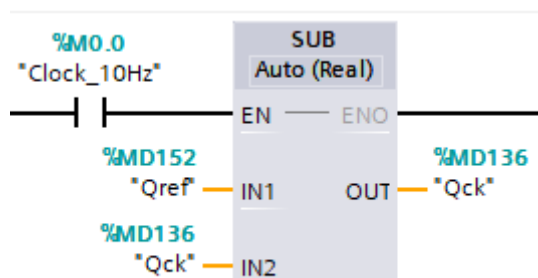 %M0.0
"Clock_10Hz"
SUB
Auto (Real)
EN
ENO
%MD152
"Qref"
IN1
%MD136
"Qck"
OUT
%MD136
"Qck"
IN2